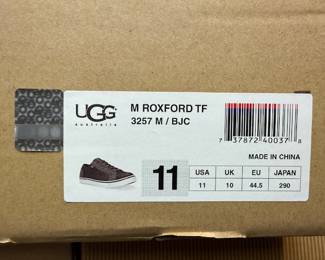 UGG
australia
M ROXFORD TF
3257 M / BJC
7 37872 40037 8
MADE IN CHINA
11
USA UK EU JAPAN
11 10 44.5 290